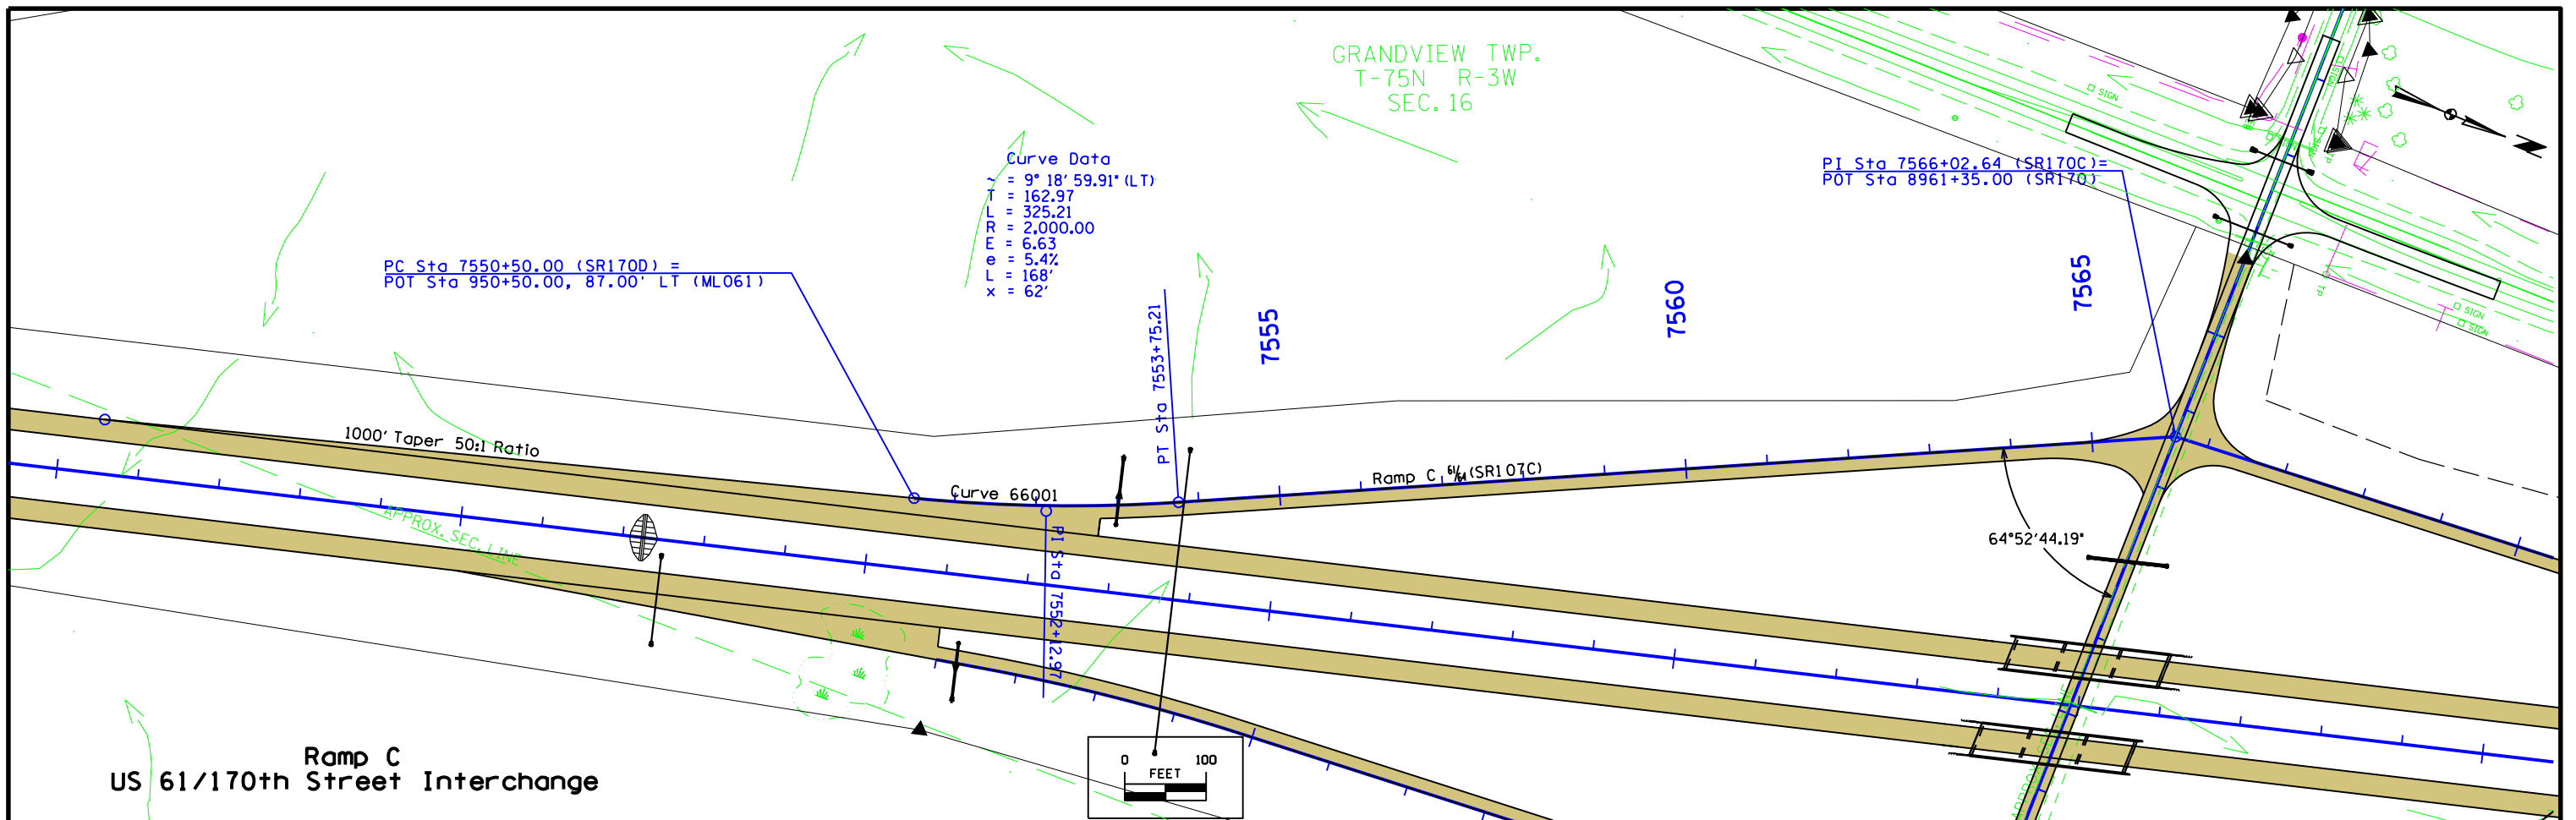 GRANDVIEW TWP.
T-75N R-3W
SEC. 16
SIGN
SIGN
SIGN
TP
N
Curve Data
~ = 9° 18' 59.91" (LT)
T = 162.97
L = 325.21
R = 2,000.00
E = 6.63
e = 5.4%
L = 168'
x = 62'
PI Sta 7566+02.64 (SR170C)=
POT Sta 8961+35.00 (SR170)
PC Sta 7550+50.00 (SR170D) =
POT Sta 950+50.00, 87.00' LT (ML061)
PT Sta 7553+75.21
7555
7560
7565
TP
SIGN
SIGN
1000' Taper 50:1 Ratio
Curve 66001
Ramp C (SR107C)
APPROX. SEC. LINE
PI Sta 7552+12.97
64°52'44.19"
Ramp C
US 61/170th Street Interchange
0 100
FEET